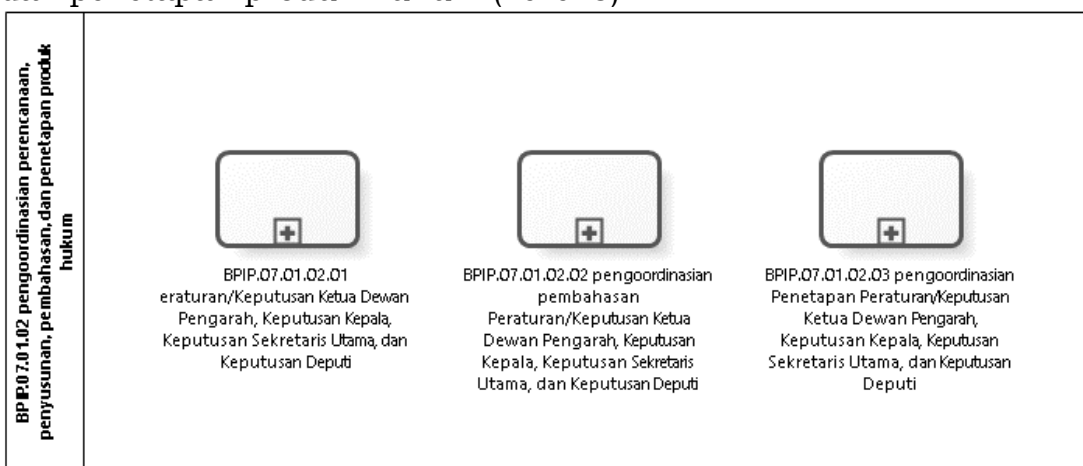 BPIP.07.01.02 pengoordinasian perencanaan,
penyusunan, pembahasan, dan penetapan produk
hukum
BPIP.07.01.02.01
eraturan/Keputusan Ketua Dewan
Pengarah, Keputusan Kepala,
Keputusan Sekretaris Utama, dan
Keputusan Deputi
BPIP.07.01.02.02 pengoordinasian
pembahasan
Peraturan/Keputusan Ketua
Dewan Pengarah, Keputusan
Kepala, Keputusan Sekretaris
Utama, dan Keputusan Deputi
BPIP.07.01.02.03 pengoordinasian
Penetapan Peraturan/Keputusan
Ketua Dewan Pengarah,
Keputusan Kepala, Keputusan
Sekretaris Utama, dan Keputusan
Deputi